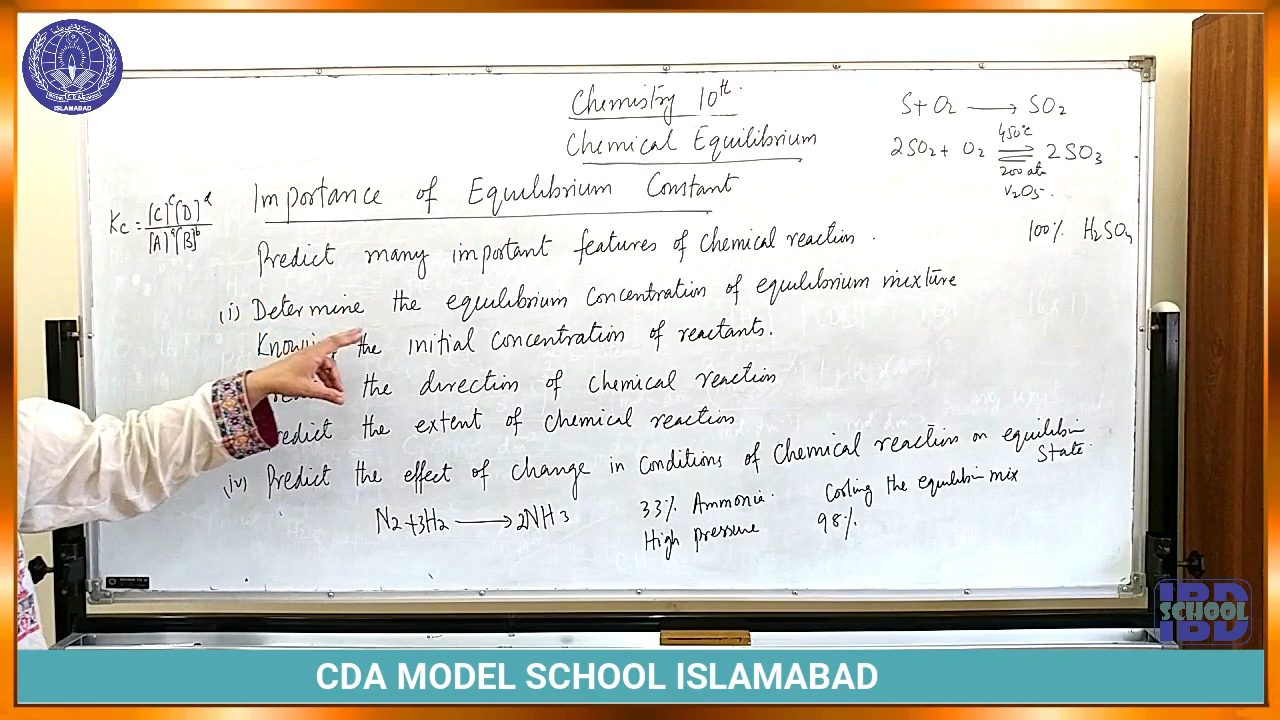 ISLAMABAD
Chemistry 10th.
Chemical Equilibrium
S+O2 ⟶ SO2
450°C
2SO2 + O2 ⇌ 2SO3
200 atm
V2O5
100% H2SO4
Importance of Equilibrium Constant
Kc = [C]^c [D]^d / [A]^a [B]^b
Predict many important features of chemical reaction.
(i) Determine the equilibrium concentration of equilibrium mixture
Knowing the initial concentration of reactants.
the direction of chemical reaction
Predict the extent of chemical reaction
(iv) Predict the effect of change in conditions of chemical reaction on equilibrium
state
N2+3H2 ⟶ 2NH3
33% Ammonia.
High pressure
Cooling the equilibrium mix
98%
IBD
SCHOOL
CDA MODEL SCHOOL ISLAMABAD